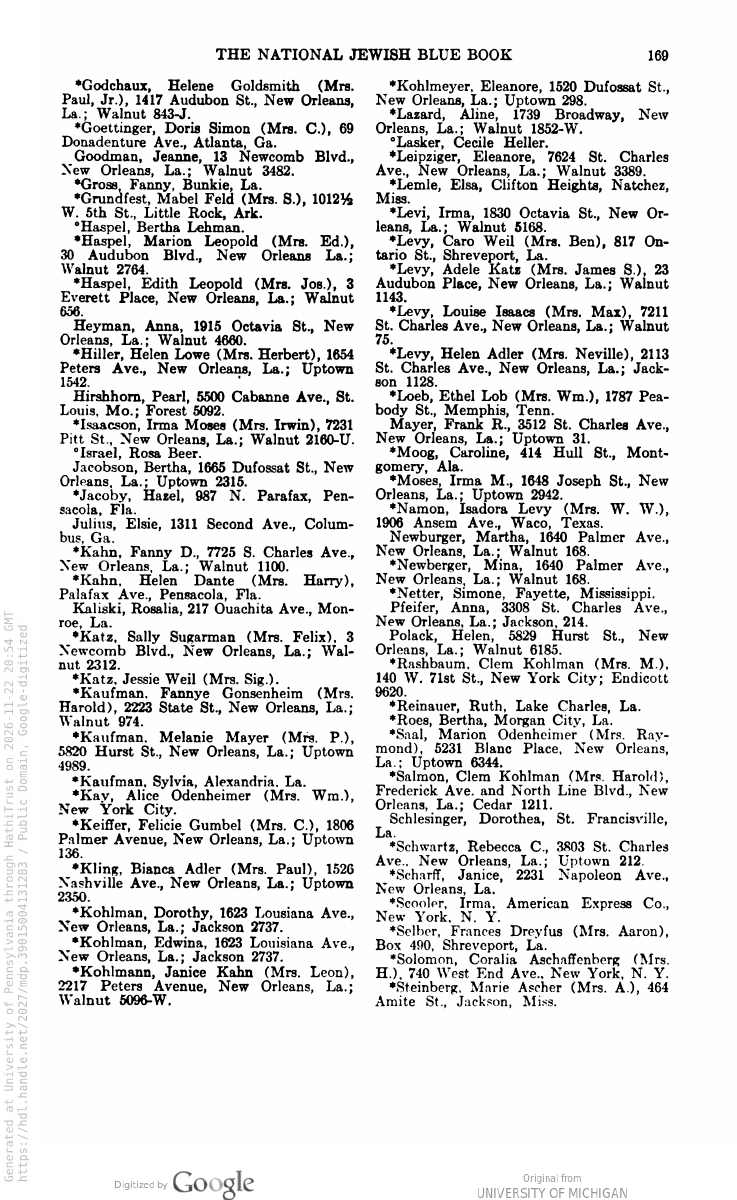 THE NATIONAL JEWISH BLUE BOOK 169
*Godchaux, Helene Goldsmith (Mrs.
Paul, Jr.), 1417 Audubon St., New Orleans,
La.; Walnut 843-J.
*Goettinger, Doris Simon (Mrs. C.), 69
Donadenture Ave., Atlanta, Ga.
Goodman, Jeanne, 13 Newcomb Blvd.,
New Orleans, La.; Walnut 3482.
*Gross, Fanny, Bunkie, La.
*Grundfest, Mabel Feld (Mrs. S.), 1012½
W. 5th St., Little Rock, Ark.
°Haspel, Bertha Lehman.
*Haspel, Marion Leopold (Mrs. Ed.),
30 Audubon Blvd., New Orleans La.;
Walnut 2764.
*Haspel, Edith Leopold (Mrs. Jos.), 3
Everett Place, New Orleans, La.; Walnut
656.
Heyman, Anna, 1915 Octavia St., New
Orleans, La.; Walnut 4660.
*Hiller, Helen Lowe (Mrs. Herbert), 1654
Peters Ave., New Orleans, La.; Uptown
1542.
Hirshhorn, Pearl, 5500 Cabanne Ave., St.
Louis, Mo.; Forest 5092.
*Isaacson, Irma Moses (Mrs. Irwin), 7231
Pitt St., New Orleans, La.; Walnut 2160-U.
°Israel, Rosa Beer.
Jacobson, Bertha, 1665 Dufossat St., New
Orleans, La.; Uptown 2315.
*Jacoby, Hazel, 987 N. Parafax, Pen-
sacola, Fla.
Julius, Elsie, 1311 Second Ave., Colum-
bus, Ga.
*Kahn, Fanny D., 7725 S. Charles Ave.,
New Orleans, La.; Walnut 1100.
*Kahn, Helen Dante (Mrs. Harry),
Palafax Ave., Pensacola, Fla.
Kaliski, Rosalia, 217 Ouachita Ave., Mon-
roe, La.
*Katz, Sally Sugarman (Mrs. Felix), 3
Newcomb Blvd., New Orleans, La.; Wal-
nut 2312.
*Katz, Jessie Weil (Mrs. Sig.).
*Kaufman, Fannye Gonsenheim (Mrs.
Harold), 2223 State St., New Orleans, La.;
Walnut 974.
*Kaufman, Melanie Mayer (Mrs. P.),
5820 Hurst St., New Orleans, La.; Uptown
4989.
*Kaufman, Sylvia, Alexandria, La.
*Kay, Alice Odenheimer (Mrs. Wm.),
New York City.
*Keiffer, Felicie Gumbel (Mrs. C.), 1806
Palmer Avenue, New Orleans, La.; Uptown
136.
*Kling, Bianca Adler (Mrs. Paul), 1526
Nashville Ave., New Orleans, La.; Uptown
2350.
*Kohlman, Dorothy, 1623 Lousiana Ave.,
New Orleans, La.; Jackson 2737.
*Kohlman, Edwina, 1623 Louisiana Ave.,
New Orleans, La.; Jackson 2737.
*Kohlmann, Janice Kahn (Mrs. Leon),
2217 Peters Avenue, New Orleans, La.;
Walnut 5096-W.
*Kohlmeyer, Eleanore, 1520 Dufossat St.,
New Orleans, La.; Uptown 298.
*Lazard, Aline, 1739 Broadway, New
Orleans, La.; Walnut 1852-W.
°Lasker, Cecile Heller.
*Leipziger, Eleanore, 7624 St. Charles
Ave., New Orleans, La.; Walnut 3389.
*Lemle, Elsa, Clifton Heights, Natchez,
Miss.
*Levi, Irma, 1830 Octavia St., New Or-
leans, La.; Walnut 5168.
*Levy, Caro Weil (Mrs. Ben), 817 On-
tario St., Shreveport, La.
*Levy, Adele Katz (Mrs. James S.), 23
Audubon Place, New Orleans, La.; Walnut
1143.
*Levy, Louise Isaacs (Mrs. Max), 7211
St. Charles Ave., New Orleans, La.; Walnut
75.
*Levy, Helen Adler (Mrs. Neville), 2113
St. Charles Ave., New Orleans, La.; Jack-
son 1128.
*Loeb, Ethel Lob (Mrs. Wm.), 1787 Pea-
body St., Memphis, Tenn.
Mayer, Frank R., 3512 St. Charles Ave.,
New Orleans, La.; Uptown 31.
*Moog, Caroline, 414 Hull St., Mont-
gomery, Ala.
*Moses, Irma M., 1648 Joseph St., New
Orleans, La.; Uptown 2942.
*Namon, Isadora Levy (Mrs. W. W.),
1906 Ansem Ave., Waco, Texas.
Newburger, Martha, 1640 Palmer Ave.,
New Orleans, La.; Walnut 168.
*Newberger, Mina, 1640 Palmer Ave.,
New Orleans, La.; Walnut 168.
*Netter, Simone, Fayette, Mississippi.
Pfeifer, Anna, 3308 St. Charles Ave.,
New Orleans, La.; Jackson, 214.
Polack, Helen, 5829 Hurst St., New
Orleans, La.; Walnut 6185.
*Rashbaum, Clem Kohlman (Mrs. M.),
140 W. 71st St., New York City; Endicott
9620.
*Reinauer, Ruth, Lake Charles, La.
*Roes, Bertha, Morgan City, La.
*Saal, Marion Odenheimer (Mrs. Ray-
mond), 5231 Blanc Place, New Orleans,
La.; Uptown 6344.
*Salmon, Clem Kohlman (Mrs. Harold),
Frederick Ave. and North Line Blvd., New
Orleans, La.; Cedar 1211.
Schlesinger, Dorothea, St. Francisville,
La.
*Schwartz, Rebecca C., 3803 St. Charles
Ave., New Orleans, La.; Uptown 212.
*Scharff, Janice, 2231 Napoleon Ave.,
New Orleans, La.
*Scooler, Irma, American Express Co.,
New York, N. Y.
*Selber, Frances Dreyfus (Mrs. Aaron),
Box 490, Shreveport, La.
*Solomon, Coralia Aschaffenberg (Mrs.
H.), 740 West End Ave., New York, N. Y.
*Steinberg, Marie Ascher (Mrs. A.), 464
Amite St., Jackson, Miss.
Generated at University of Pennsylvania through HathiTrust on 2026-11-22 20:54 GMT
https://hdl.handle.net/2027/mdp.39015004131283 / Public Domain, Google-digitized
Digitized by Google
Original from
UNIVERSITY OF MICHIGAN